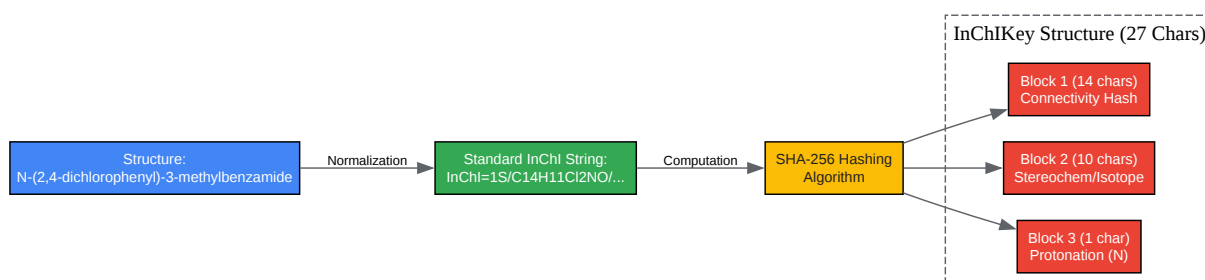 InChIKey Structure (27 Chars)
Structure:
N-(2,4-dichlorophenyl)-3-methylbenzamide
Normalization
Standard InChI String:
InChI=1S/C14H11Cl2NO/...
Computation
SHA-256 Hashing
Algorithm
Block 1 (14 chars)
Connectivity Hash
Block 2 (10 chars)
Stereochem/Isotope
Block 3 (1 char)
Protonation (N)